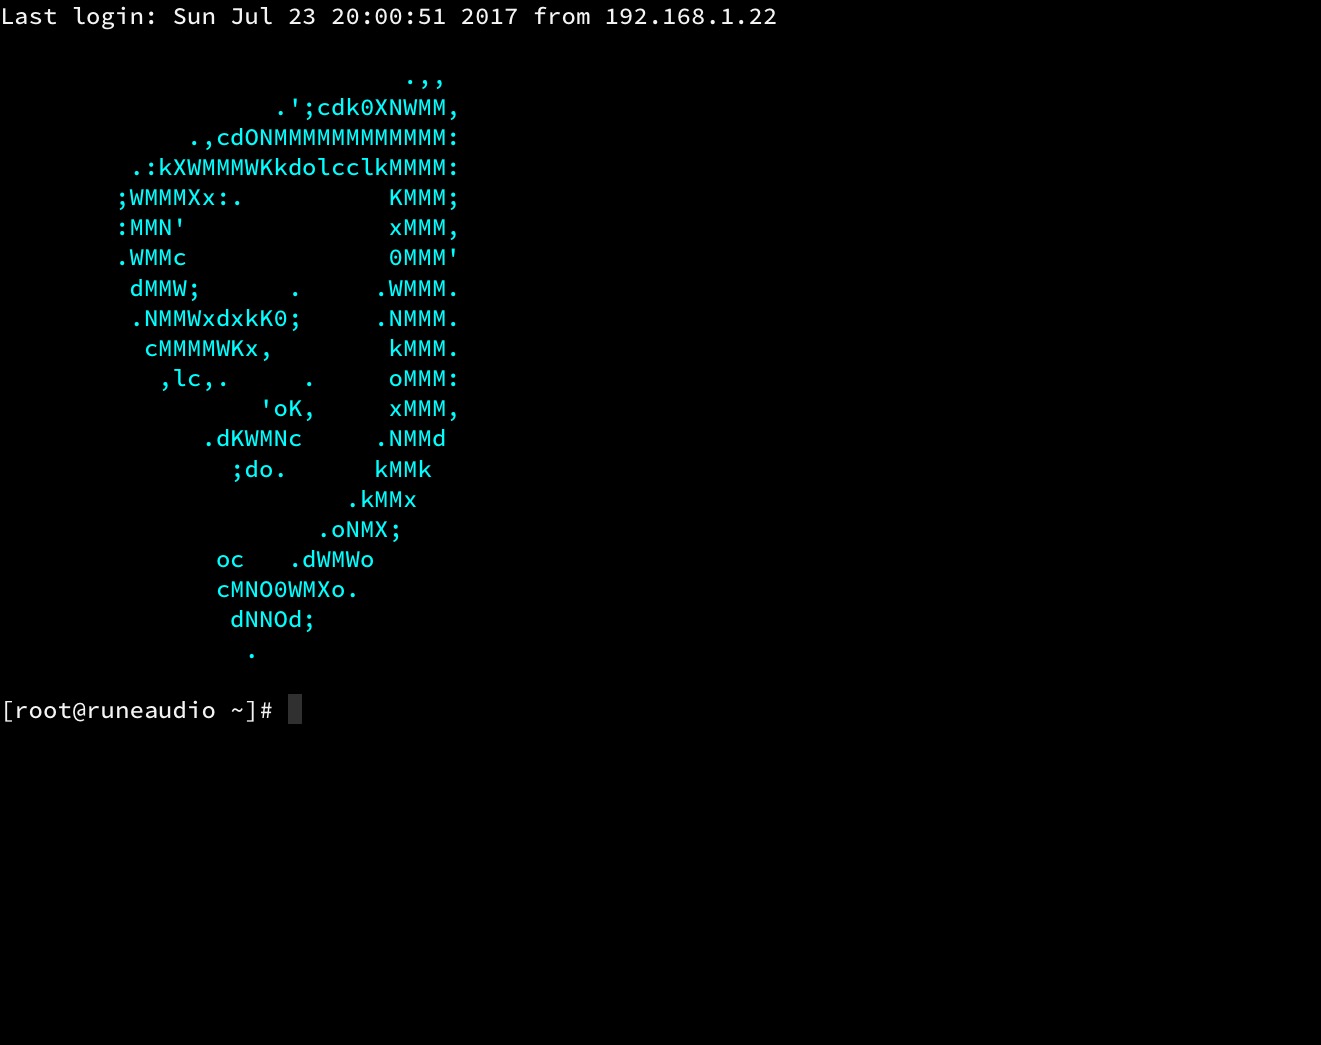 Last login: Sun Jul 23 20:00:51 2017 from 192.168.1.22
                            .,,
                   .';cdk0XNWMM,
             .,cdONMMMMMMMMMMMM:
         .:kXWMMMWKkdolcclkMMMM:
        ;WMMMXx:.          KMMM;
        :MMN'              xMMM,
        .WMMc              0MMM'
         dMMW;      .     .WMMM.
         .NMMWxdxkK0;     .NMMM.
          cMMMMWKx,        kMMM.
           ,lc,.     .     oMMM:
                  'oK,     xMMM,
              .dKWMNc     .NMMd
                ;do.      kMMk
                        .kMMx
                      .oNMX;
               oc   .dWMWo
               cMNO0WMXo.
                dNNOd;
                 .
[root@runeaudio ~]#